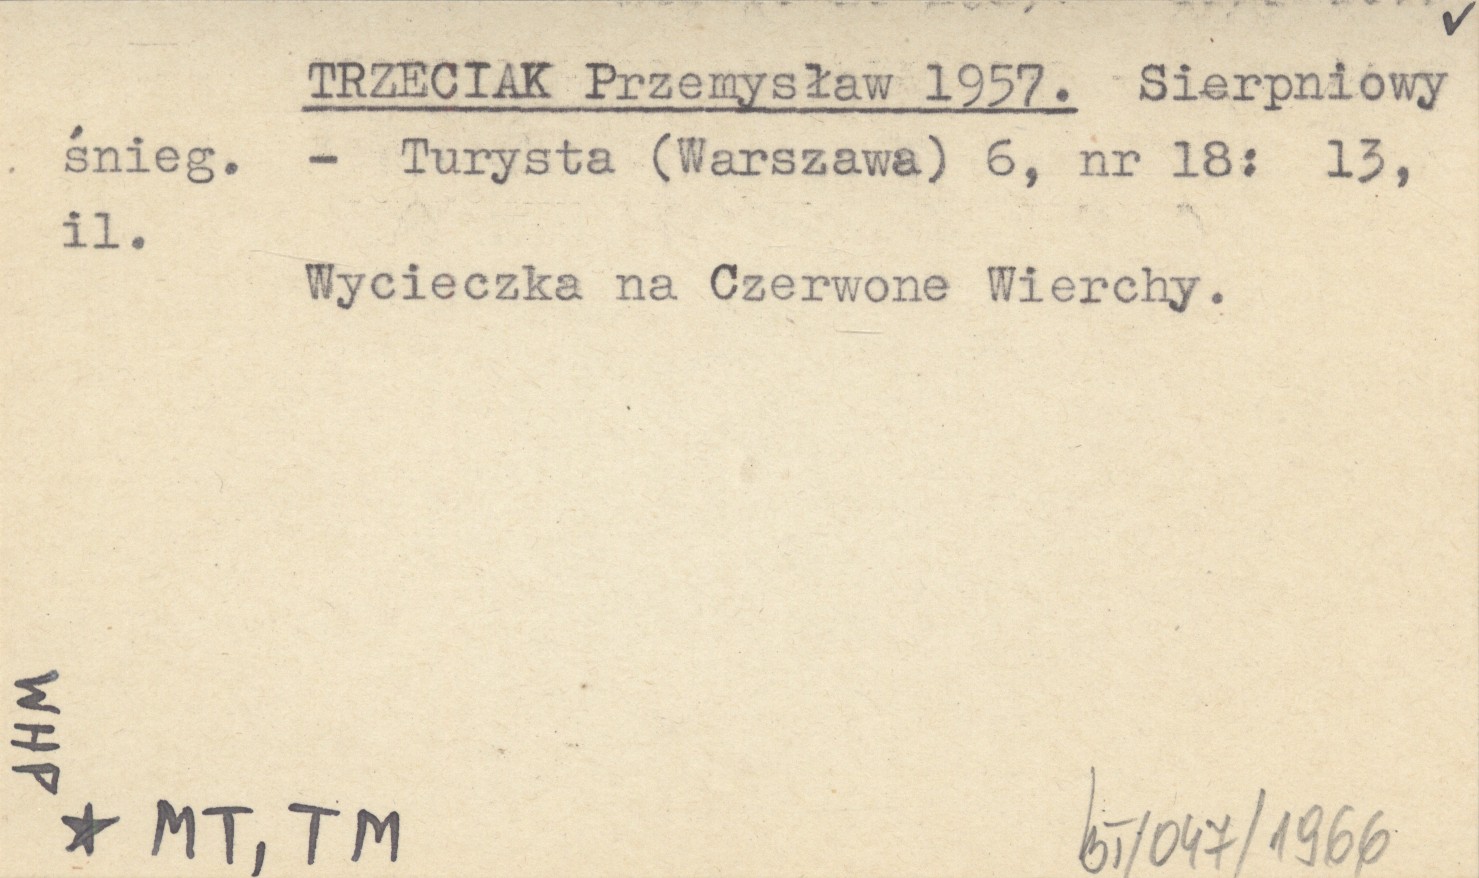 TRZECIAK Przemysław 1957. Sierpniowy
śnieg. - Turysta (Warszawa) 6, nr 18: 13,
il.
Wycieczka na Czerwone Wierchy.
WHP
★ MT, TM
/047/1966